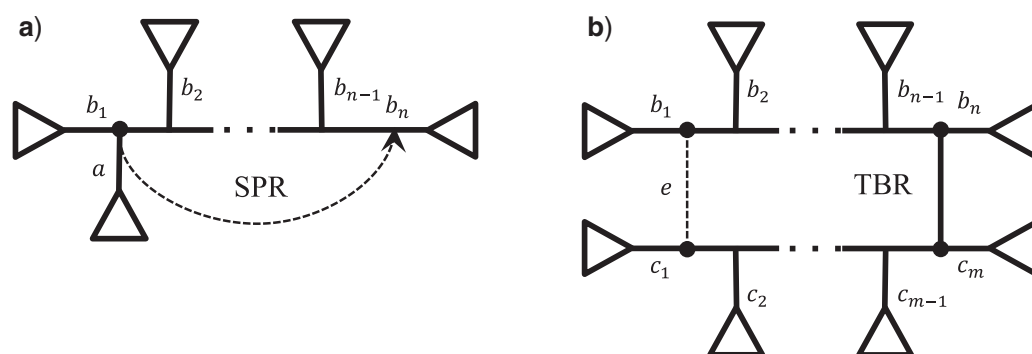 a)
b₁
b₂
bₙ₋₁
bₙ
a
SPR
b)
b₁
b₂
bₙ₋₁
bₙ
e
TBR
c₁
c₂
cₘ₋₁
cₘ